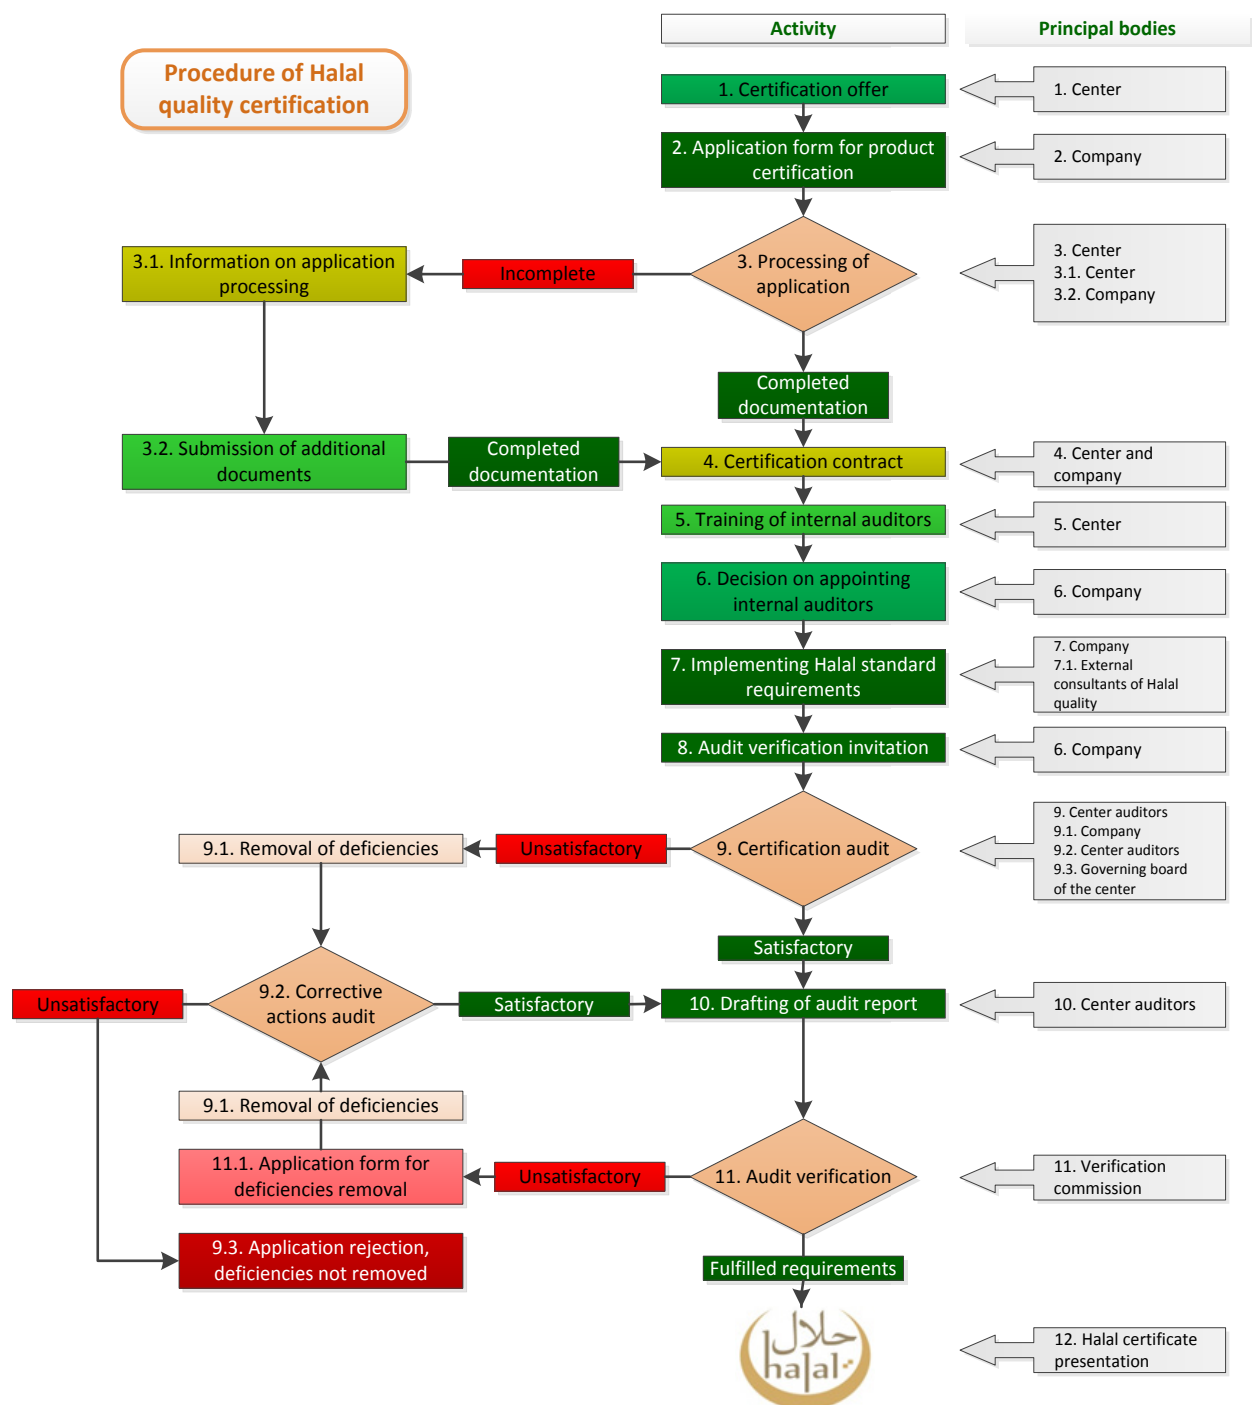 Activity
Principal bodies
Procedure of Halal
quality certification
1. Certification offer
1. Center
2. Application form for product
certification
2. Company
3. Processing of
application
3. Center
3.1. Center
3.2. Company
Incomplete
3.1. Information on application
processing
Completed
documentation
3.2. Submission of additional
documents
Completed
documentation
4. Certification contract
4. Center and
company
5. Training of internal auditors
5. Center
6. Decision on appointing
internal auditors
6. Company
7. Implementing Halal standard
requirements
7. Company
7.1. External
consultants of Halal
quality
8. Audit verification invitation
6. Company
9. Certification audit
9. Center auditors
9.1. Company
9.2. Center auditors
9.3. Governing board
of the center
Unsatisfactory
9.1. Removal of deficiencies
Satisfactory
Unsatisfactory
9.2. Corrective
actions audit
Satisfactory
10. Drafting of audit report
10. Center auditors
9.1. Removal of deficiencies
11.1. Application form for
deficiencies removal
Unsatisfactory
11. Audit verification
11. Verification
commission
9.3. Application rejection,
deficiencies not removed
Fulfilled requirements
حلال
halal
12. Halal certificate
presentation